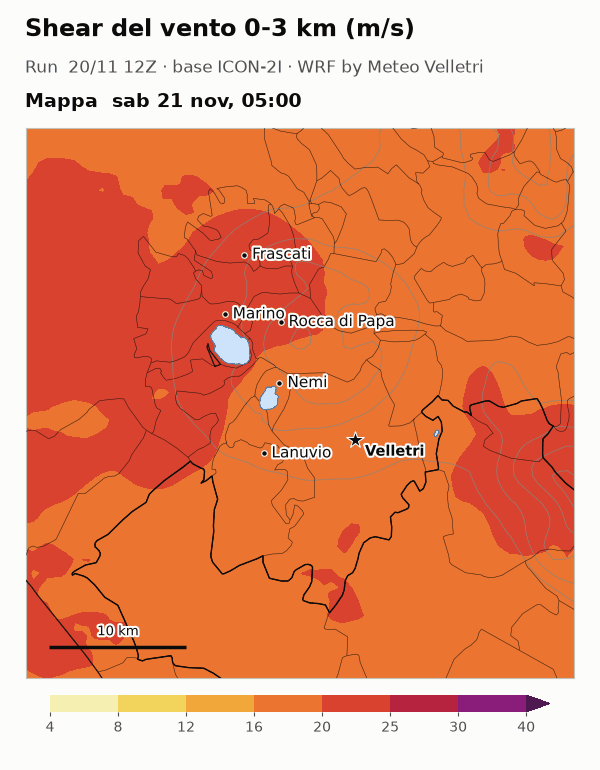 Shear del vento 0-3 km (m/s)
Run  20/11 12Z · base ICON-2I · WRF by Meteo Velletri
Mappa  sab 21 nov, 05:00
Frascati
Marino
Rocca di Papa
Nemi
Lanuvio
Velletri
10 km
4 8 12 16 20 25 30 40